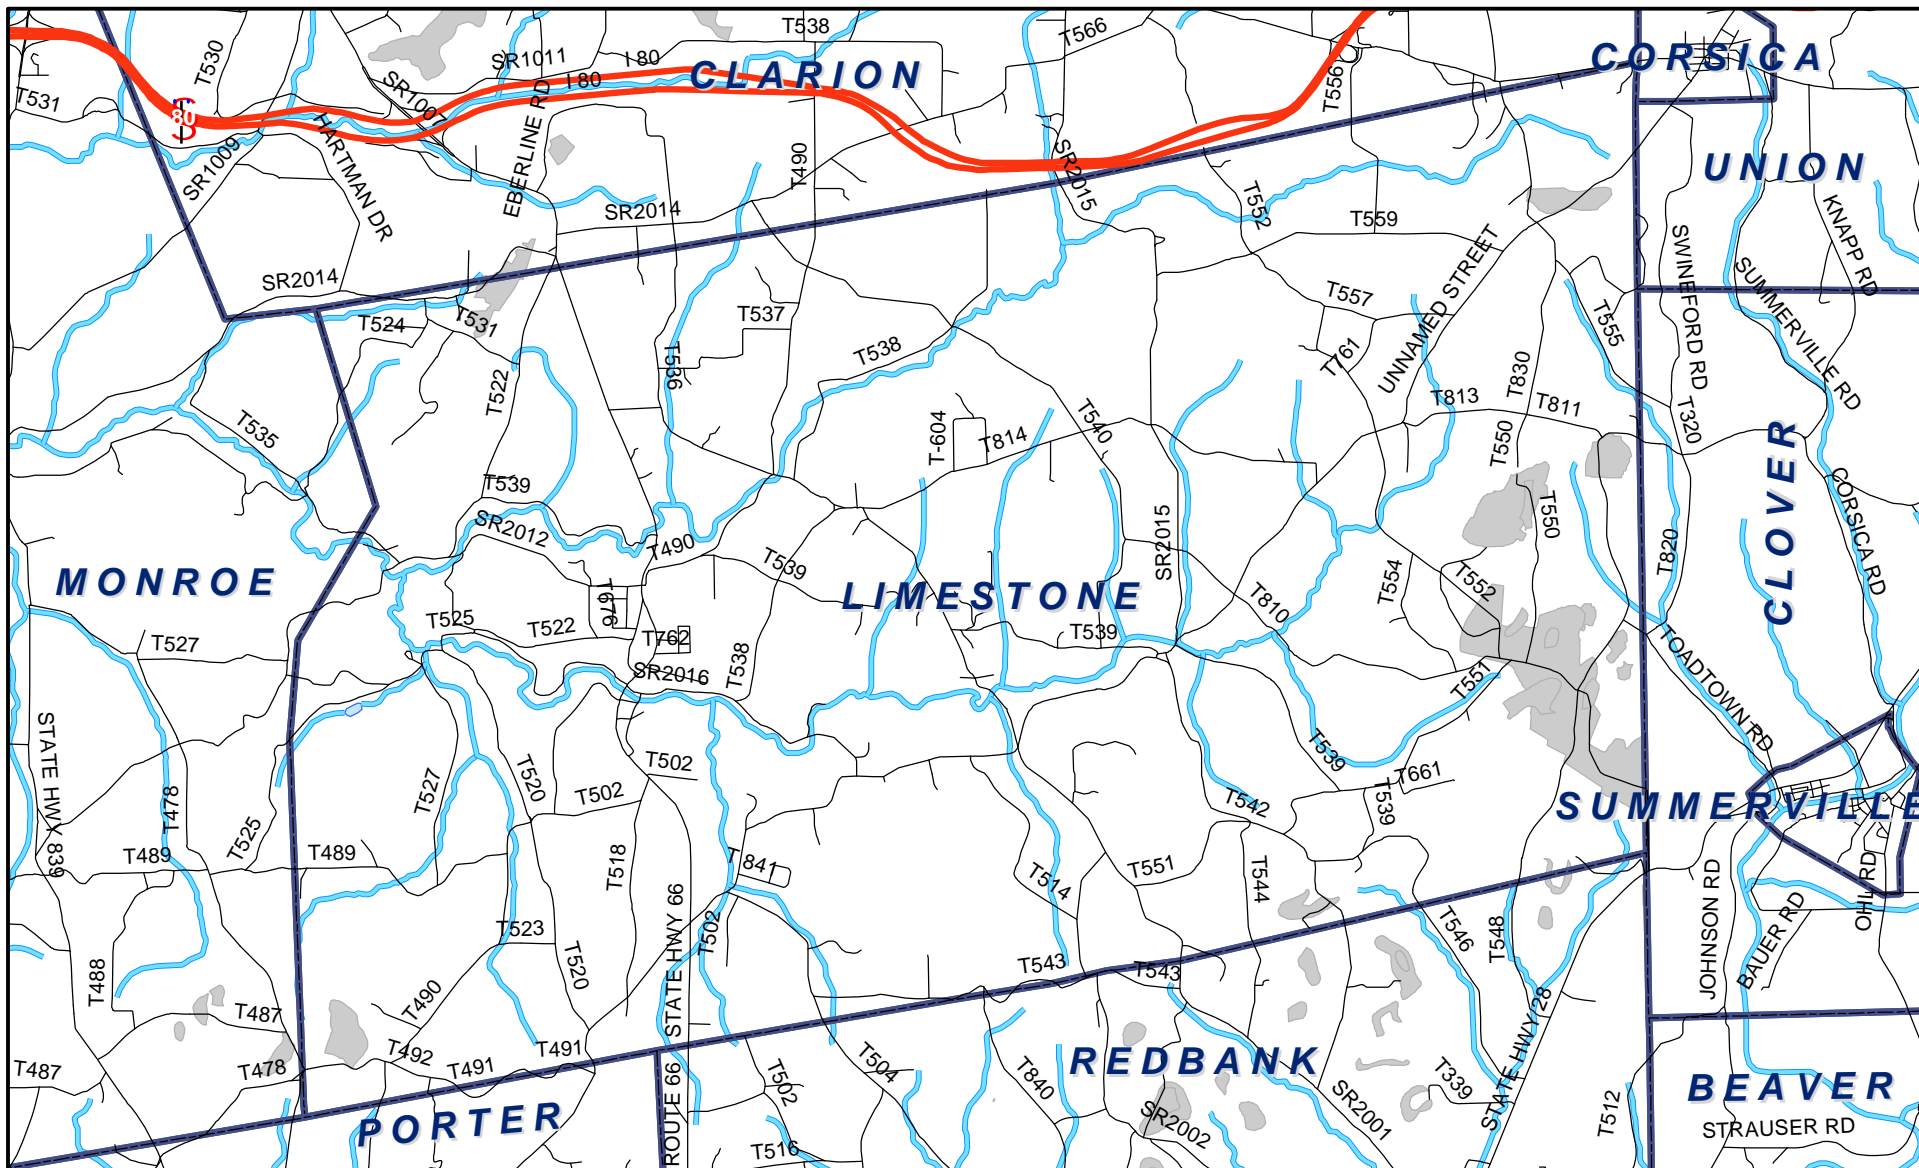 T538
T566
CORSICA
T530
SR1011
I 80
I 80
CLARION
T531
SR1007
T556
80
SR1009
HARTMAN DR
EBERLINE RD
T490
SR2015
UNION
SR2014
T552
T559
KNAPP RD
UNNAMED STREET
SWINEFORD RD
SUMMERVILLE RD
SR2014
T524
T531
T537
T557
T555
T538
T761
T536
T522
T830
T813
T811
T320
T535
T-604
T814
T540
T550
CLOVER
T539
CORSICA RD
SR2012
T490
T539
SR2015
T550
T820
MONROE
T676
LIMESTONE
T554
T552
T810
T525
T522
T762
T539
T527
SR2016
T538
T551
TOADTOWN RD
STATE HWY 839
T478
T527
T520
T502
T502
T539
T661
T539
T542
SUMMERVILLE
T525
T489
T489
T518
T841
T514
T551
T544
JOHNSON RD
OHL RD
BAUER RD
T523
STATE HWY 66
T502
T546
T548
T488
T520
T543
T543
T490
T487
STATE HWY 28
T487
T478
T492
T491
T491
T504
T840
REDBANK
T339
BEAVER
PORTER
ROUTE 66
T502
SR2002
SR2001
T512
STRAUSER RD
T516